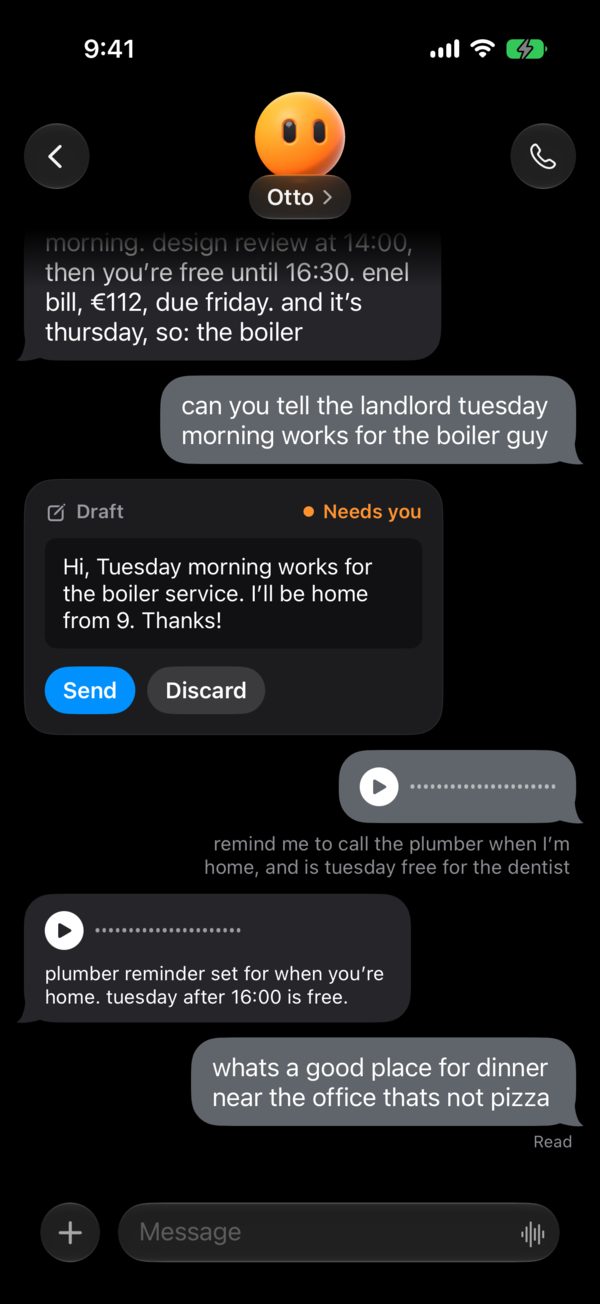 9:41
Otto
morning. design review at 14:00,
then you’re free until 16:30. enel
bill, €112, due friday. and it’s
thursday, so: the boiler
can you tell the landlord tuesday
morning works for the boiler guy
Draft
Needs you
Hi, Tuesday morning works for
the boiler service. I’ll be home
from 9. Thanks!
Send
Discard
remind me to call the plumber when I’m
home, and is tuesday free for the dentist
plumber reminder set for when you’re
home. tuesday after 16:00 is free.
whats a good place for dinner
near the office thats not pizza
Read
Message